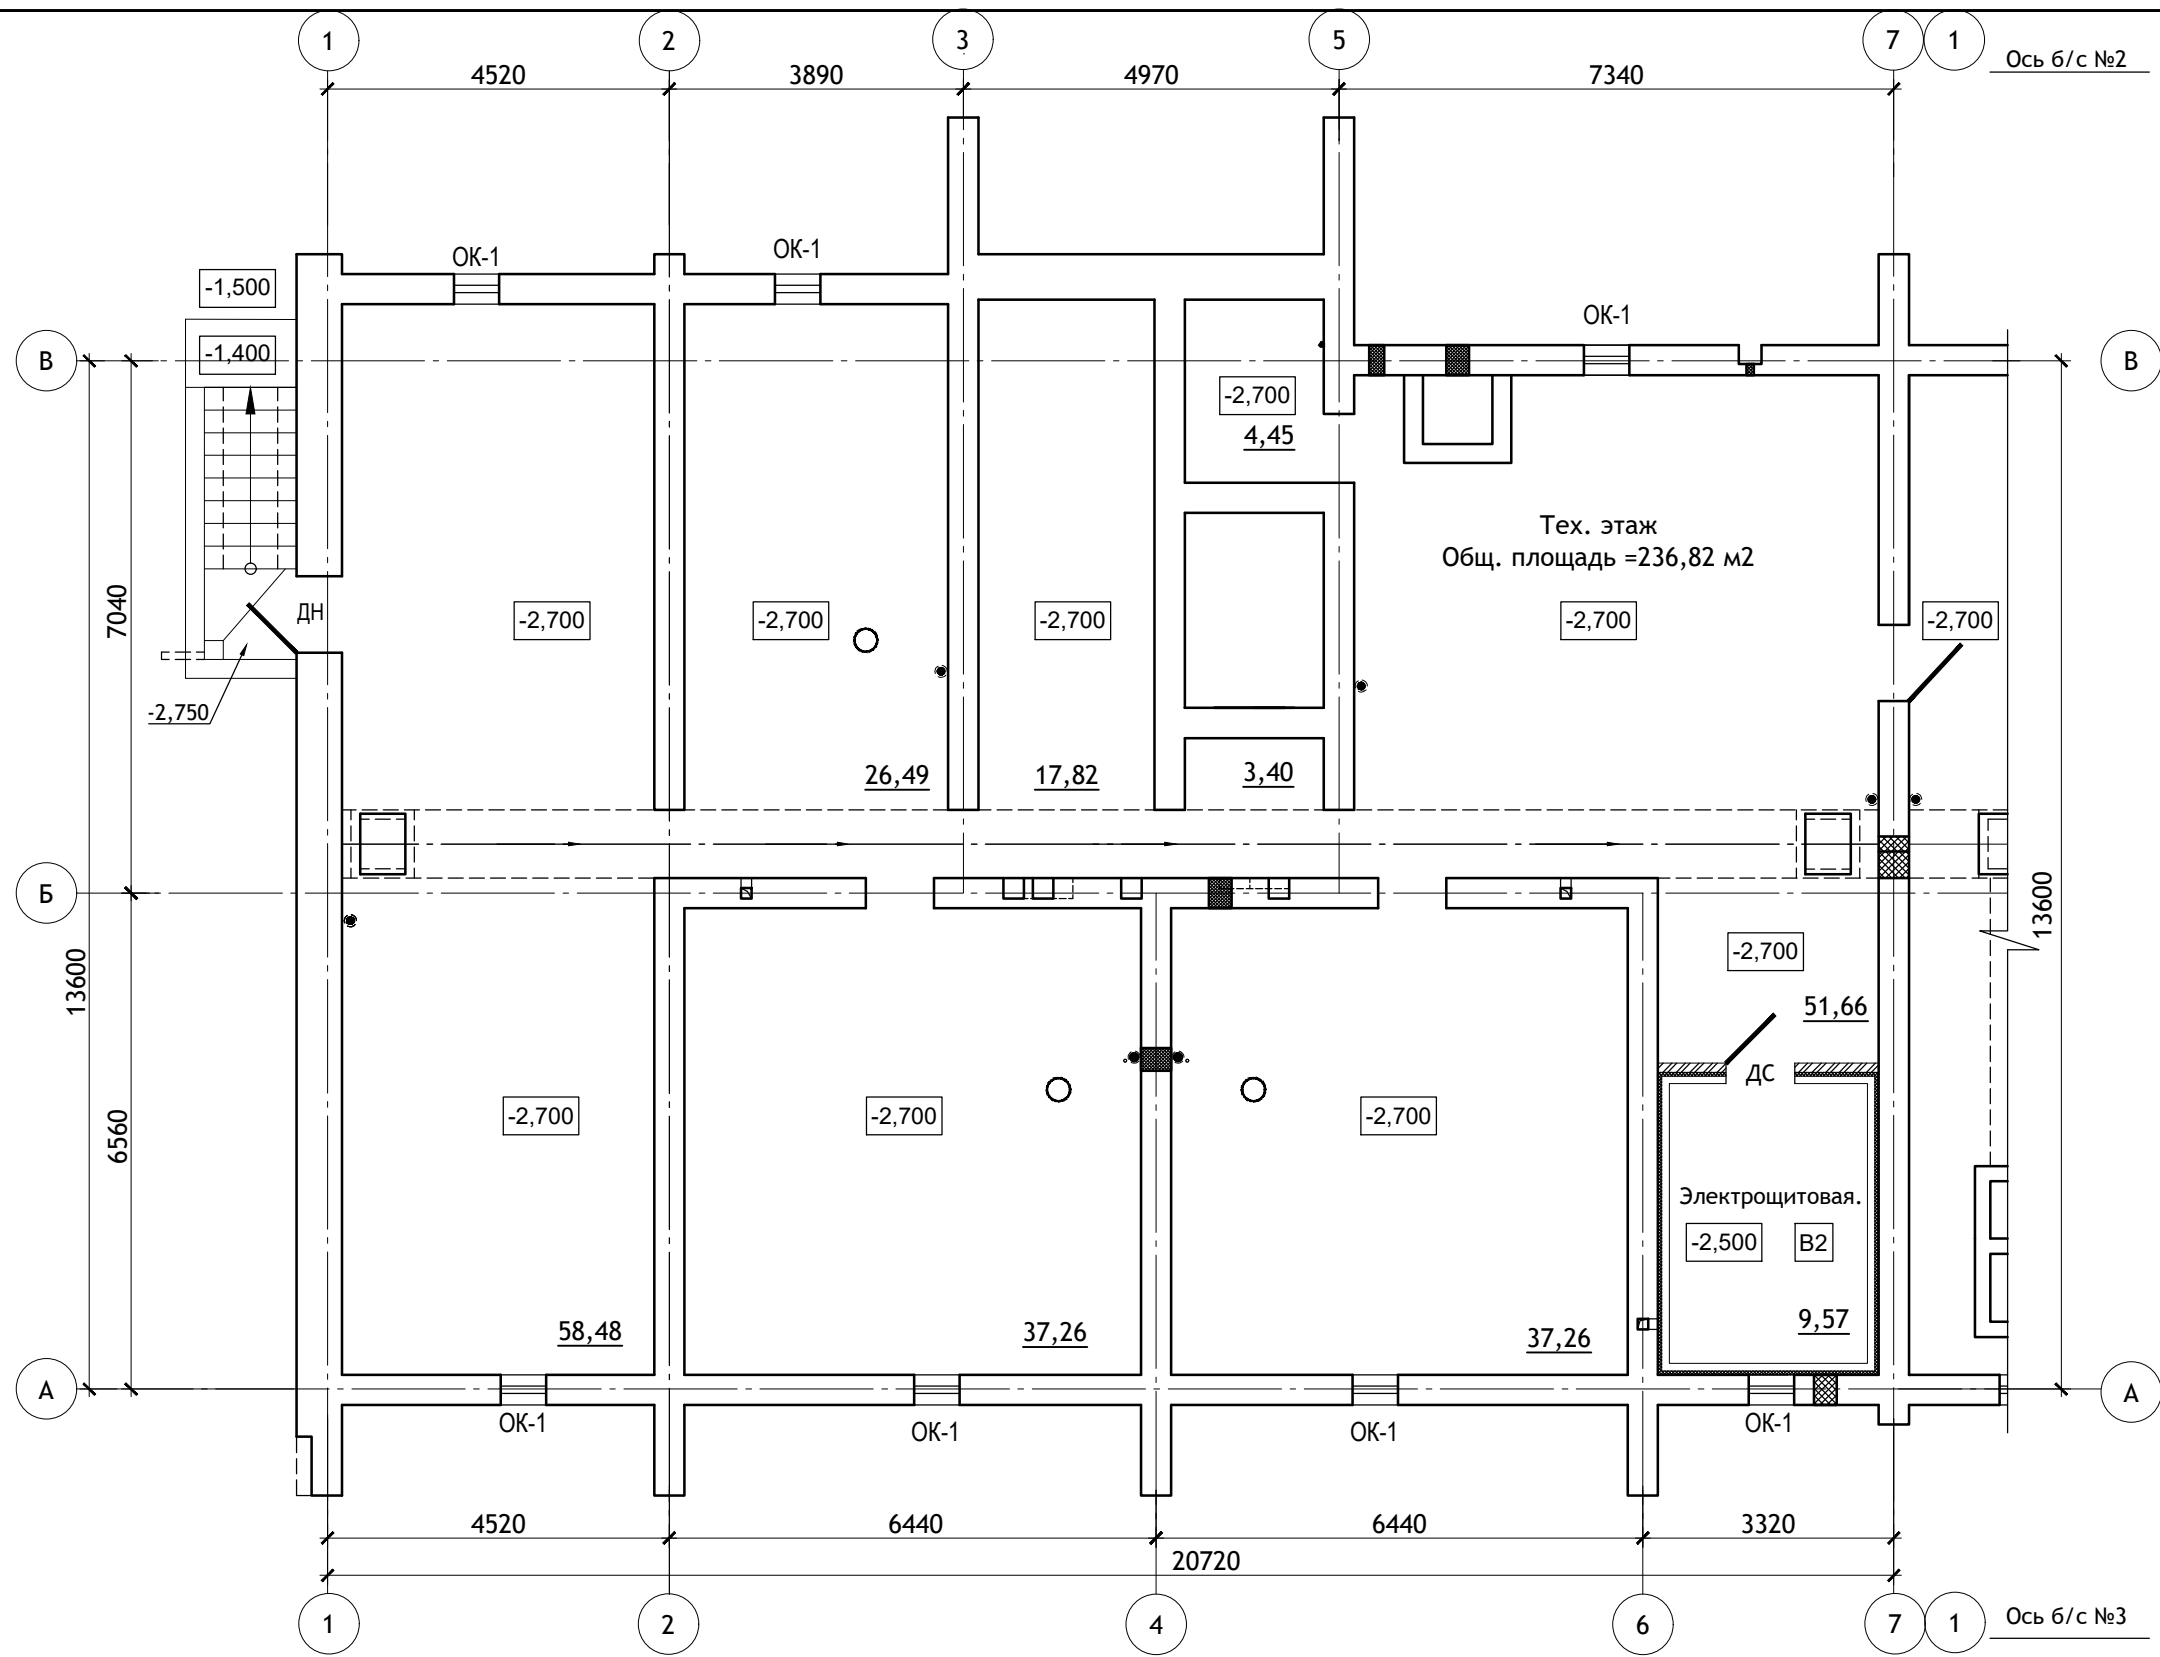 1
2
3
5
7
1
Ось б/с №2
4520
3890
4970
7340
ОК-1
ОК-1
-1,500
ОК-1
-1,400
В
В
-2,700
4,45
Тех. этаж
Общ. площадь =236,82 м2
7040
ДН
-2,700
-2,700
-2,700
-2,700
-2,700
-2,750
26,49
17,82
3,40
Б
13600
13600
-2,700
51,66
ДС
6560
-2,700
-2,700
-2,700
Электрощитовая.
-2,500
В2
58,48
37,26
37,26
9,57
А
А
ОК-1
ОК-1
ОК-1
ОК-1
4520
6440
6440
3320
20720
1
2
4
6
7
1
Ось б/с №3